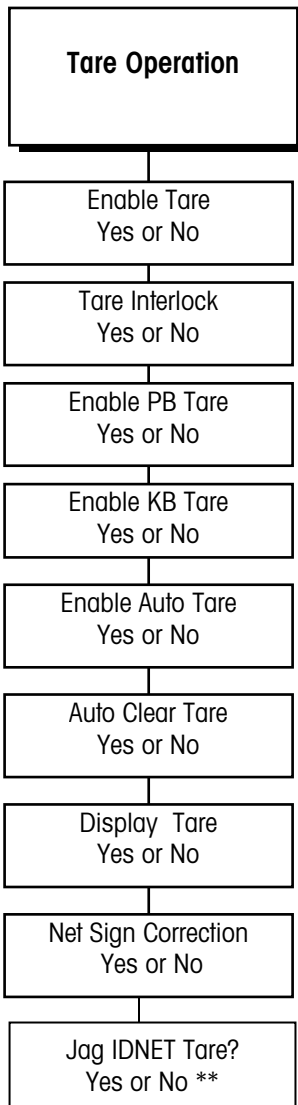 Tare Operation
Enable Tare
Yes or No
Tare Interlock
Yes or No
Enable PB Tare
Yes or No
Enable KB Tare
Yes or No
Enable Auto Tare
Yes or No
Auto Clear Tare
Yes or No
Display Tare
Yes or No
Net Sign Correction
Yes or No
Jag IDNET Tare?
Yes or No **